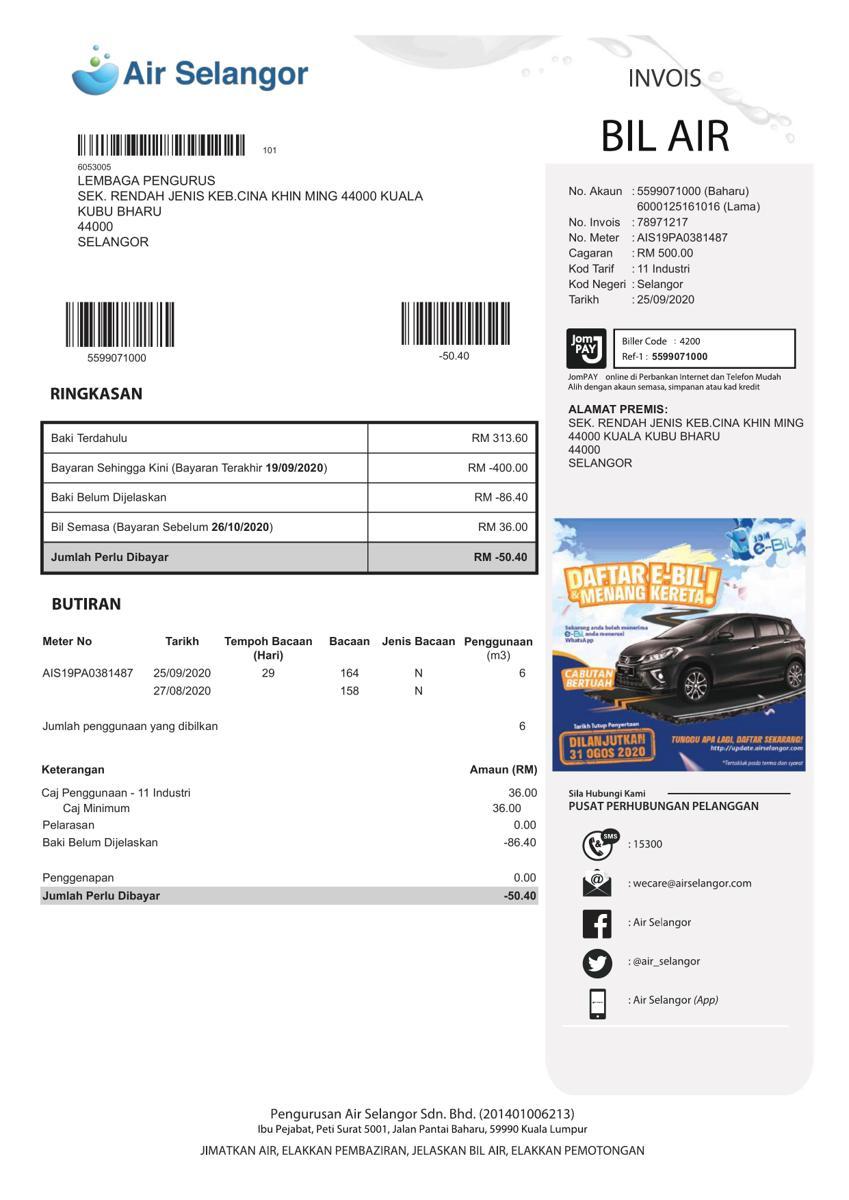 Air Selangor
INVOIS
BIL AIR
101
6053005
LEMBAGA PENGURUS
SEK. RENDAH JENIS KEB.CINA KHIN MING 44000 KUALA
KUBU BHARU
44000
SELANGOR
5599071000
-50.40
No. Akaun : 5599071000 (Baharu)
6000125161016 (Lama)
No. Invois : 78971217
No. Meter : AIS19PA0381487
Cagaran : RM 500.00
Kod Tarif : 11 Industri
Kod Negeri : Selangor
Tarikh : 25/09/2020
Jom PAY
Biller Code : 4200
Ref-1 : 5599071000
JomPAY online di Perbankan Internet dan Telefon Mudah
Alih dengan akaun semasa, simpanan atau kad kredit
ALAMAT PREMIS:
SEK. RENDAH JENIS KEB.CINA KHIN MING
44000 KUALA KUBU BHARU
44000
SELANGOR
RINGKASAN
Baki Terdahulu RM 313.60
Bayaran Sehingga Kini (Bayaran Terakhir 19/09/2020) RM -400.00
Baki Belum Dijelaskan RM -86.40
Bil Semasa (Bayaran Sebelum 26/10/2020) RM 36.00
Jumlah Perlu Dibayar RM -50.40
BUTIRAN
Meter No Tarikh Tempoh Bacaan Bacaan Jenis Bacaan Penggunaan
(Hari) (m3)
AIS19PA0381487 25/09/2020 29 164 N 6
27/08/2020 158 N
Jumlah penggunaan yang dibilkan 6
Keterangan Amaun (RM)
Caj Penggunaan - 11 Industri 36.00
Caj Minimum 36.00
Pelarasan 0.00
Baki Belum Dijelaskan -86.40
Penggenapan 0.00
Jumlah Perlu Dibayar -50.40
JOM
e-Bil
DAFTAR E-BIL
& MENANG KERETA!
Sekarang anda boleh menerima
e-Bil anda menerusi
WhatsApp
CABUTAN
BERTUAH
Tarikh Tutup Penyertaan
DILANJUTKAN
31 OGOS 2020
TUNGGU APA LAGI, DAFTAR SEKARANG!
http://update.airselangor.com
*Tertakluk pada terma dan syarat
Sila Hubungi Kami
PUSAT PERHUBUNGAN PELANGGAN
SMS
&
: 15300
@
: wecare@airselangor.com
f
: Air Selangor
: @air_selangor
: Air Selangor (App)
Pengurusan Air Selangor Sdn. Bhd. (201401006213)
Ibu Pejabat, Peti Surat 5001, Jalan Pantai Baharu, 59990 Kuala Lumpur
JIMATKAN AIR, ELAKKAN PEMBAZIRAN, JELASKAN BIL AIR, ELAKKAN PEMOTONGAN